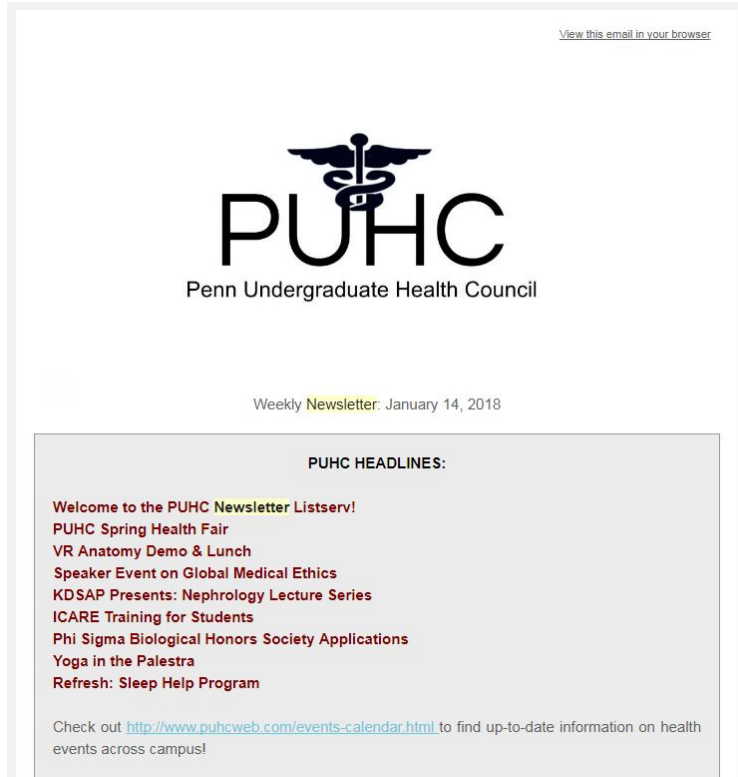 View this email in your browser
PUHC
Penn Undergraduate Health Council
Weekly Newsletter: January 14, 2018
PUHC HEADLINES:
Welcome to the PUHC Newsletter Listserv!
PUHC Spring Health Fair
VR Anatomy Demo & Lunch
Speaker Event on Global Medical Ethics
KDSAP Presents: Nephrology Lecture Series
ICARE Training for Students
Phi Sigma Biological Honors Society Applications
Yoga in the Palestra
Refresh: Sleep Help Program
Check out http://www.puhcweb.com/events-calendar.html to find up-to-date information on health
events across campus!